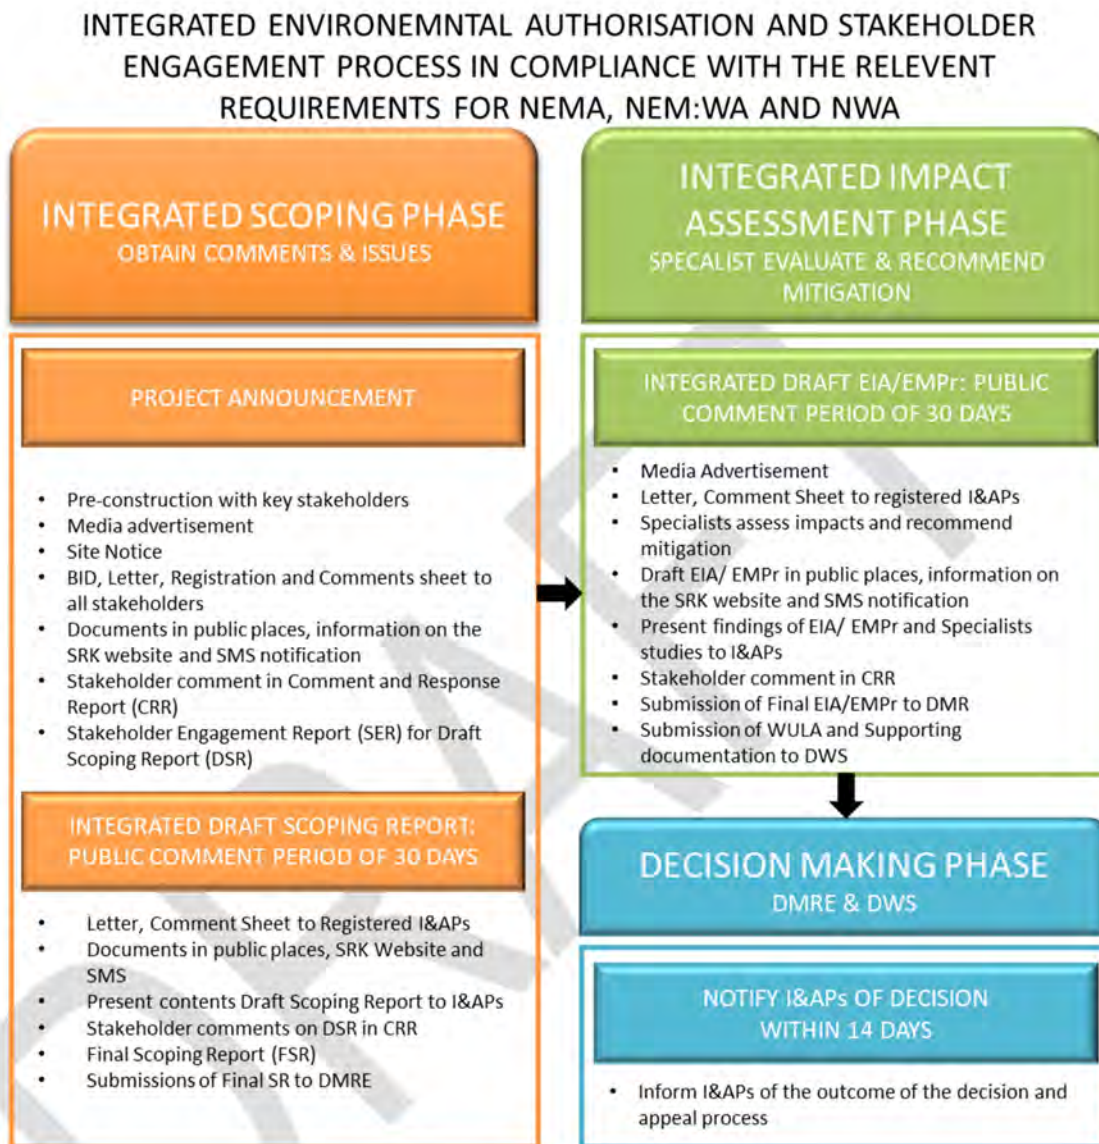 INTEGRATED ENVIRONEMNTAL AUTHORISATION AND STAKEHOLDER
ENGAGEMENT PROCESS IN COMPLIANCE WITH THE RELEVENT
REQUIREMENTS FOR NEMA, NEM:WA AND NWA
INTEGRATED SCOPING PHASE
OBTAIN COMMENTS & ISSUES
PROJECT ANNOUNCEMENT
• Pre-construction with key stakeholders
• Media advertisement
• Site Notice
• BID, Letter, Registration and Comments sheet to
all stakeholders
• Documents in public places, information on the
SRK website and SMS notification
• Stakeholder comment in Comment and Response
Report (CRR)
• Stakeholder Engagement Report (SER) for Draft
Scoping Report (DSR)
INTEGRATED DRAFT SCOPING REPORT:
PUBLIC COMMENT PERIOD OF 30 DAYS
• Letter, Comment Sheet to Registered I&APs
• Documents in public places, SRK Website and
SMS
• Present contents Draft Scoping Report to I&APs
• Stakeholder comments on DSR in CRR
• Final Scoping Report (FSR)
• Submissions of Final SR to DMRE
INTEGRATED IMPACT
ASSESSMENT PHASE
SPECALIST EVALUATE & RECOMMEND
MITIGATION
INTEGRATED DRAFT EIA/EMPr: PUBLIC
COMMENT PERIOD OF 30 DAYS
• Media Advertisement
• Letter, Comment Sheet to registered I&APs
• Specialists assess impacts and recommend
mitigation
• Draft EIA/ EMPr in public places, information on
the SRK website and SMS notification
• Present findings of EIA/ EMPr and Specialists
studies to I&APs
• Stakeholder comment in CRR
• Submission of Final EIA/EMPr to DMR
• Submission of WULA and Supporting
documentation to DWS
DECISION MAKING PHASE
DMRE & DWS
NOTIFY I&APs OF DECISION
WITHIN 14 DAYS
• Inform I&APs of the outcome of the decision and
appeal process
DRAFT